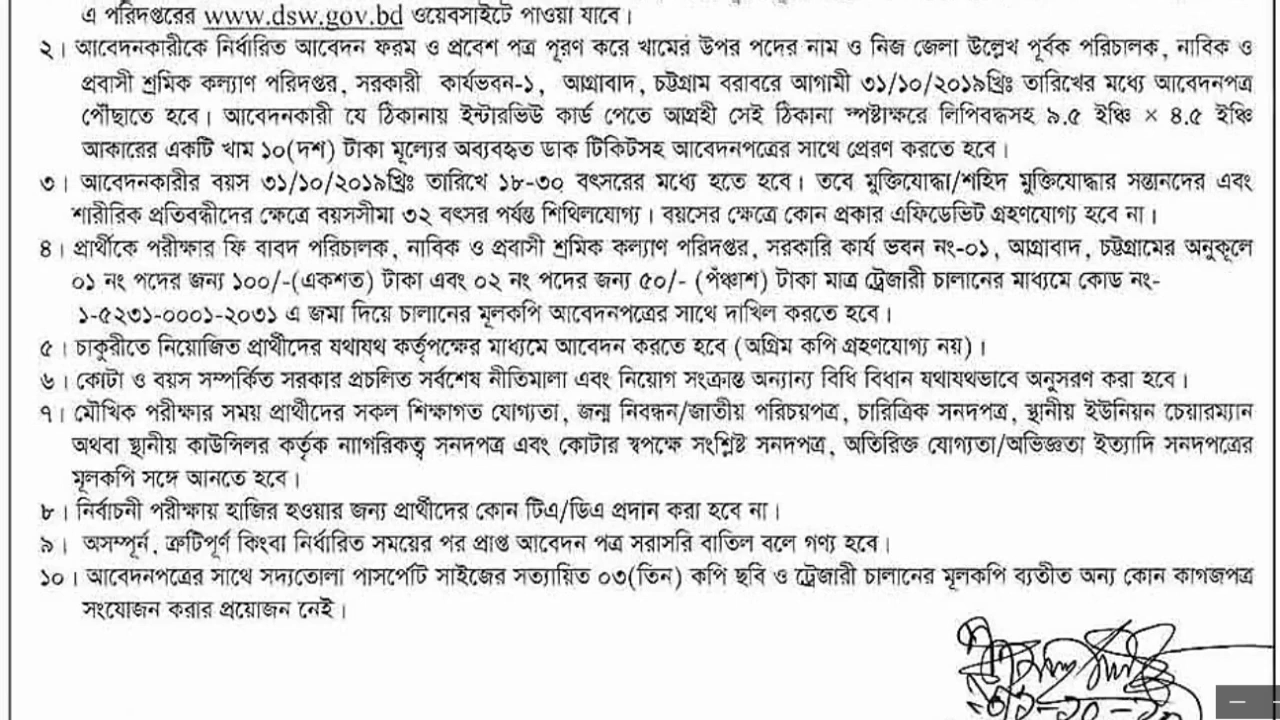 এ পরিদপ্তরের www.dsw.gov.bd ওয়েবসাইটে পাওয়া যাবে।
২। আবেদনকারীকে নির্ধারিত আবেদন ফরম ও প্রবেশ পত্র পূরণ করে খামের উপর পদের নাম ও নিজ জেলা উল্লেখ পূর্বক পরিচালক, নাবিক ও
প্রবাসী শ্রমিক কল্যাণ পরিদপ্তর, সরকারী কার্যভবন-১, আগ্রাবাদ, চট্টগ্রাম বরাবরে আগামী ৩১/১০/২০১৯খ্রিঃ তারিখের মধ্যে আবেদনপত্র
পৌঁছাতে হবে। আবেদনকারী যে ঠিকানায় ইন্টারভিউ কার্ড পেতে আগ্রহী সেই ঠিকানা স্পষ্টাক্ষরে লিপিবদ্ধসহ ৯.৫ ইঞ্চি × ৪.৫ ইঞ্চি
আকারের একটি খাম ১০(দশ) টাকা মূল্যের অব্যবহৃত ডাক টিকিটসহ আবেদনপত্রের সাথে প্রেরণ করতে হবে।
৩। আবেদনকারীর বয়স ৩১/১০/২০১৯খ্রিঃ তারিখে ১৮-৩০ বৎসরের মধ্যে হতে হবে। তবে মুক্তিযোদ্ধা/শহিদ মুক্তিযোদ্ধার সন্তানদের এবং
শারীরিক প্রতিবন্ধীদের ক্ষেত্রে বয়সসীমা ৩২ বৎসর পর্যন্ত শিথিলযোগ্য। বয়সের ক্ষেত্রে কোন প্রকার এফিডেভিট গ্রহণযোগ্য হবে না।
৪। প্রার্থীকে পরীক্ষার ফি বাবদ পরিচালক, নাবিক ও প্রবাসী শ্রমিক কল্যাণ পরিদপ্তর, সরকারি কার্য ভবন নং-০১, আগ্রাবাদ, চট্টগ্রামের অনুকূলে
০১ নং পদের জন্য ১০০/-(একশত) টাকা এবং ০২ নং পদের জন্য ৫০/- (পঁঞ্চাশ) টাকা মাত্র ট্রেজারী চালানের মাধ্যমে কোড নং-
১-৫২৩১-০০০১-২০৩১ এ জমা দিয়ে চালানের মূলকপি আবেদনপত্রের সাথে দাখিল করতে হবে।
৫। চাকুরীতে নিয়োজিত প্রার্থীদের যথাযথ কর্তৃপক্ষের মাধ্যমে আবেদন করতে হবে (অগ্রিম কপি গ্রহণযোগ্য নয়)।
৬। কোটা ও বয়স সম্পর্কিত সরকার প্রচলিত সর্বশেষ নীতিমালা এবং নিয়োগ সংক্রান্ত অন্যান্য বিধি বিধান যথাযথভাবে অনুসরণ করা হবে।
৭। মৌখিক পরীক্ষার সময় প্রার্থীদের সকল শিক্ষাগত যোগ্যতা, জন্ম নিবন্ধন/জাতীয় পরিচয়পত্র, চারিত্রিক সনদপত্র, স্থানীয় ইউনিয়ন চেয়ারম্যান
অথবা স্থানীয় কাউন্সিলর কর্তৃক নাাগরিকত্ব সনদপত্র এবং কোটার স্বপক্ষে সংশ্লিষ্ট সনদপত্র, অতিরিক্ত যোগ্যতা/অভিজ্ঞতা ইত্যাদি সনদপত্রের
মূলকপি সঙ্গে আনতে হবে।
৮। নির্বাচনী পরীক্ষায় হাজির হওয়ার জন্য প্রার্থীদের কোন টিএ/ডিএ প্রদান করা হবে না।
৯। অসম্পূর্ন, ত্রুটিপূর্ণ কিংবা নির্ধারিত সময়ের পর প্রাপ্ত আবেদন পত্র সরাসরি বাতিল বলে গণ্য হবে।
১০। আবেদনপত্রের সাথে সদ্যতোলা পাসর্পোট সাইজের সত্যায়িত ০৩(তিন) কপি ছবি ও ট্রেজারী চালানের মূলকপি ব্যতীত অন্য কোন কাগজপত্র
সংযোজন করার প্রয়োজন নেই।